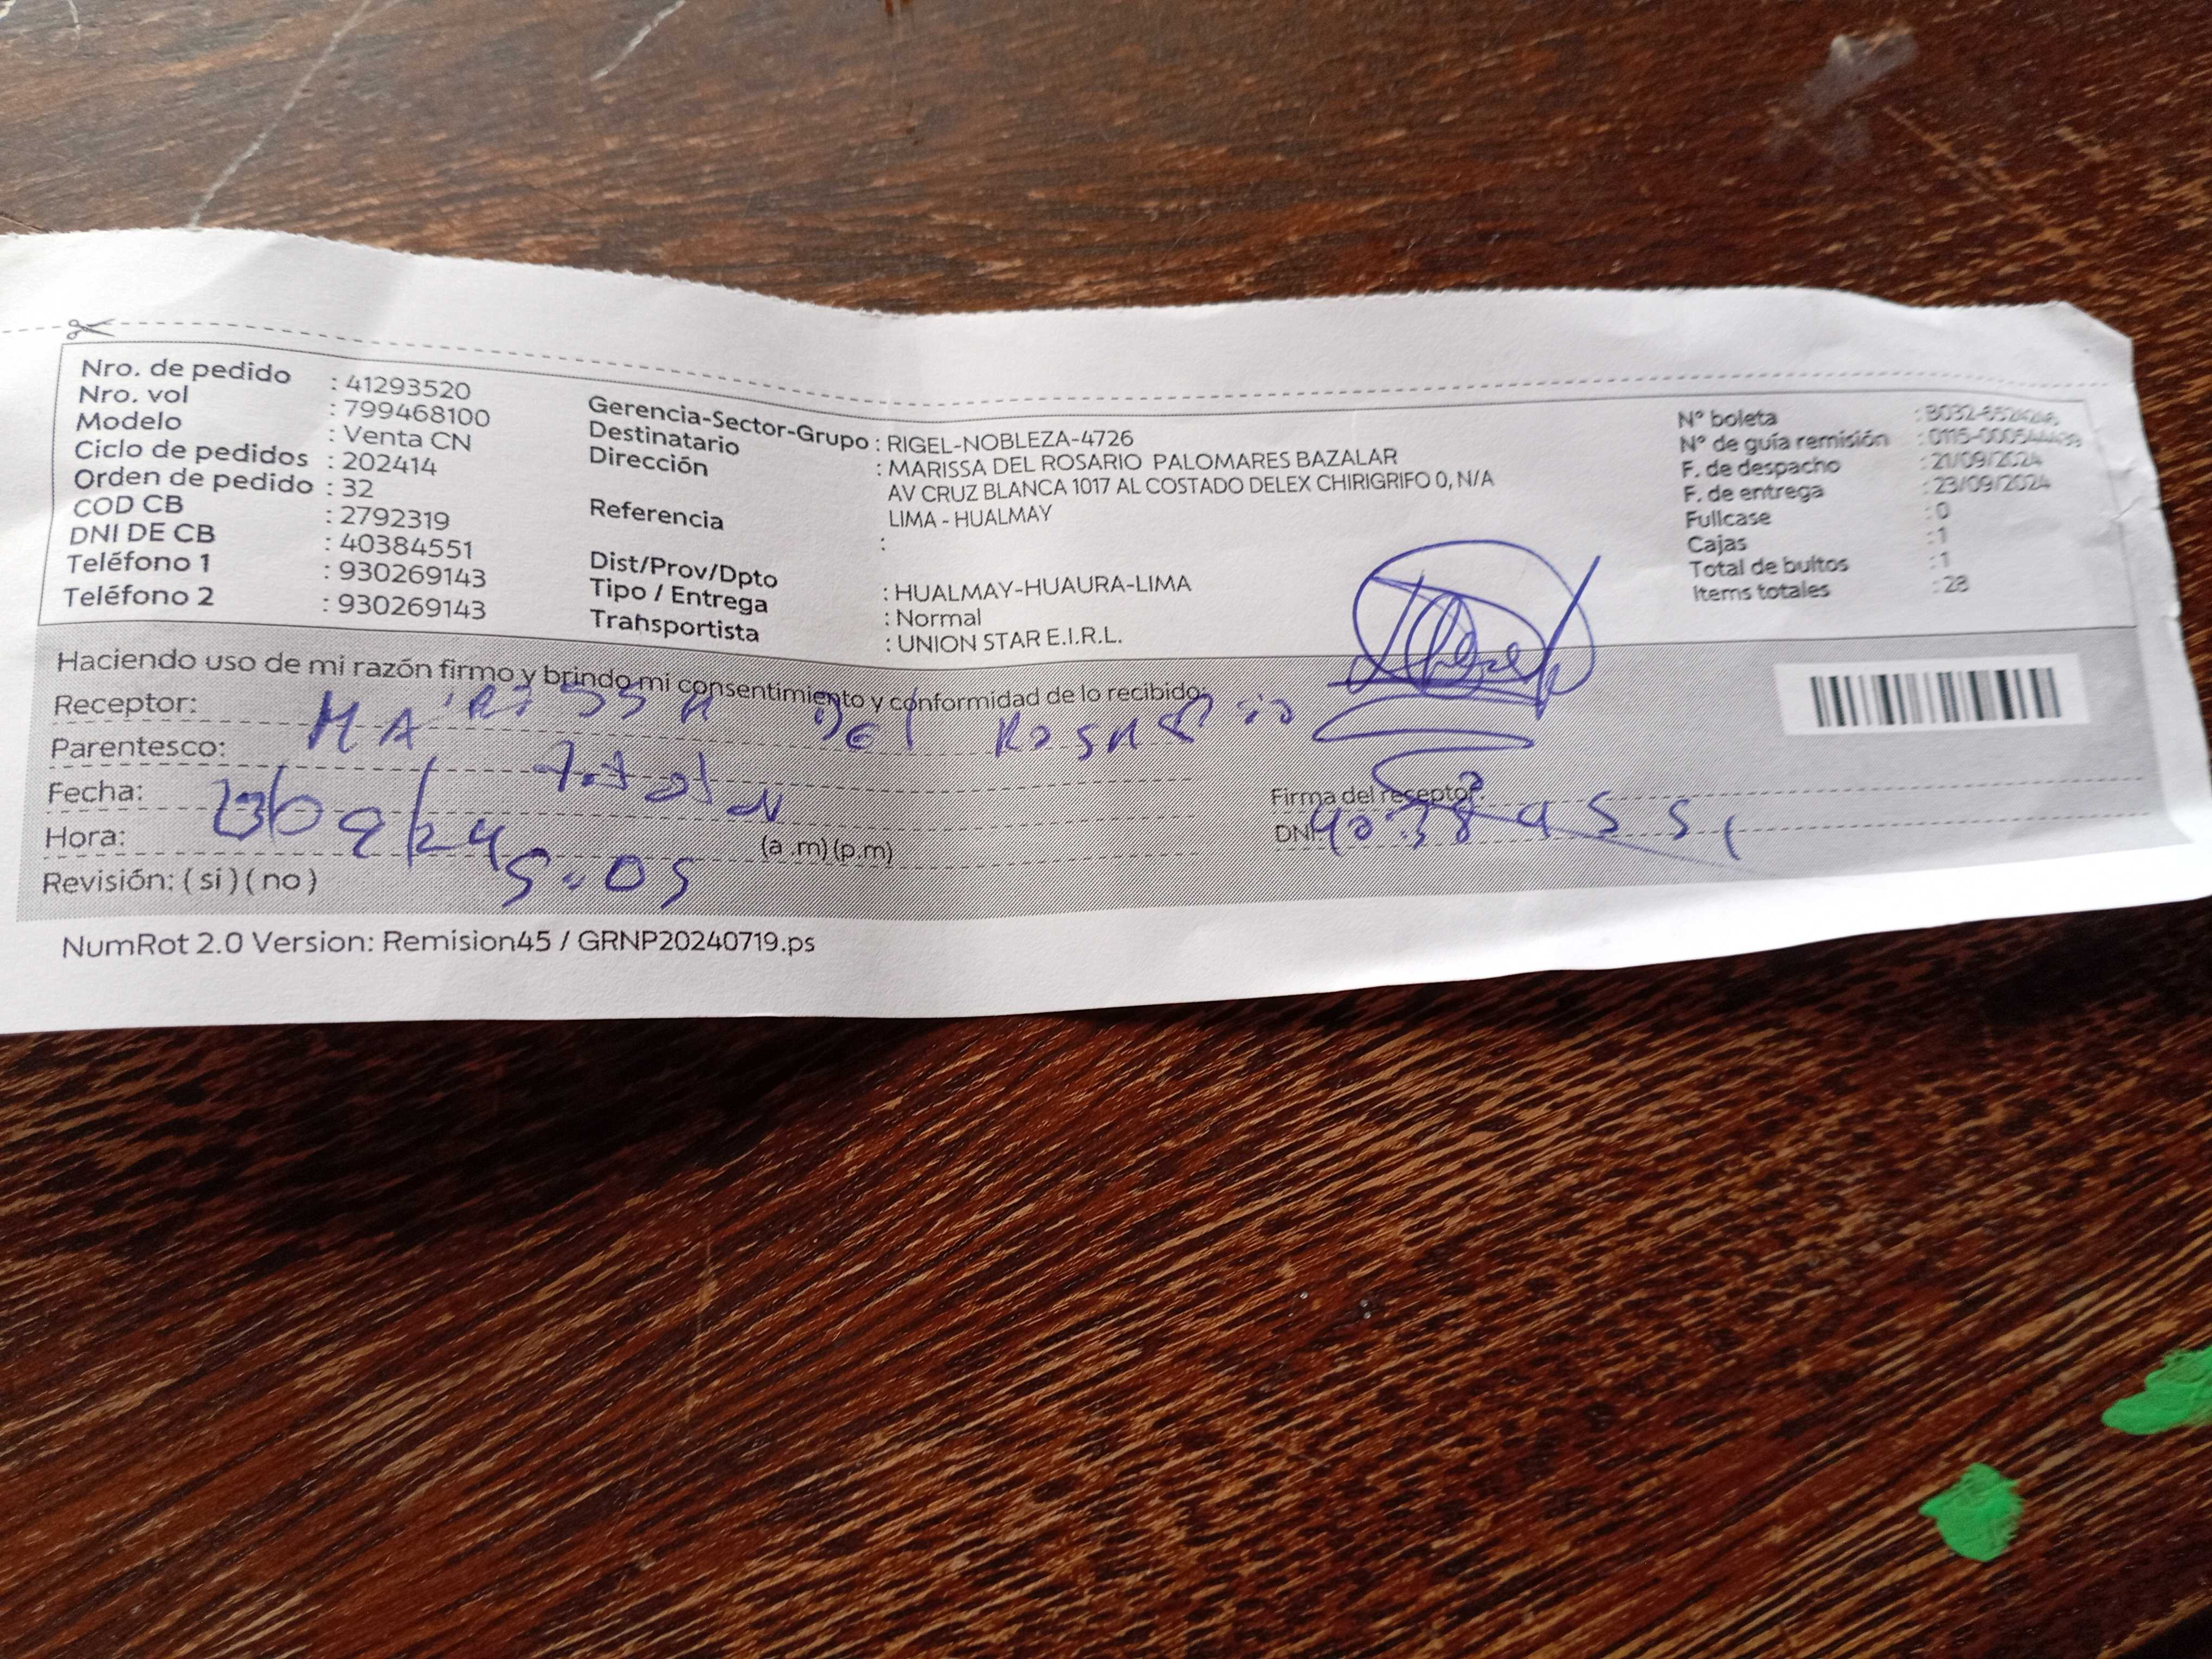 Nro. de pedido : 41293520
Nro. vol : 799468100
Modelo : Venta CN
Ciclo de pedidos : 202414
Orden de pedido : 32
COD CB : 2792319
DNI DE CB : 40384551
Teléfono 1 : 930269143
Teléfono 2 : 930269143
Gerencia-Sector-Grupo : RIGEL-NOBLEZA-4726
Destinatario : MARISSA DEL ROSARIO PALOMARES BAZALAR
Dirección AV CRUZ BLANCA 1017 AL COSTADO DELEX CHIRIGRIFO 0, N/A
LIMA - HUALMAY
Referencia :
Dist/Prov/Dpto : HUALMAY-HUAURA-LIMA
Tipo / Entrega : Normal
Transportista : UNION STAR E.I.R.L.
N° boleta
N° de guía remisión
F. de despacho : 21/09/2024
F. de entrega : 23/09/2024
Fullcase : 0
Cajas : 1
Total de bultos : 1
Items totales : 28
Haciendo uso de mi razón firmo y brindo mi consentimiento y conformidad de lo recibido:
Receptor: MARISSA Del ROSARIO
Parentesco:
Fecha:
Hora: 5:05 (a .m) (p.m)
Revisión: ( si ) ( no )
Firma del receptor:
DNI: 40384551
NumRot 2.0 Version: Remision45 / GRNP20240719.ps